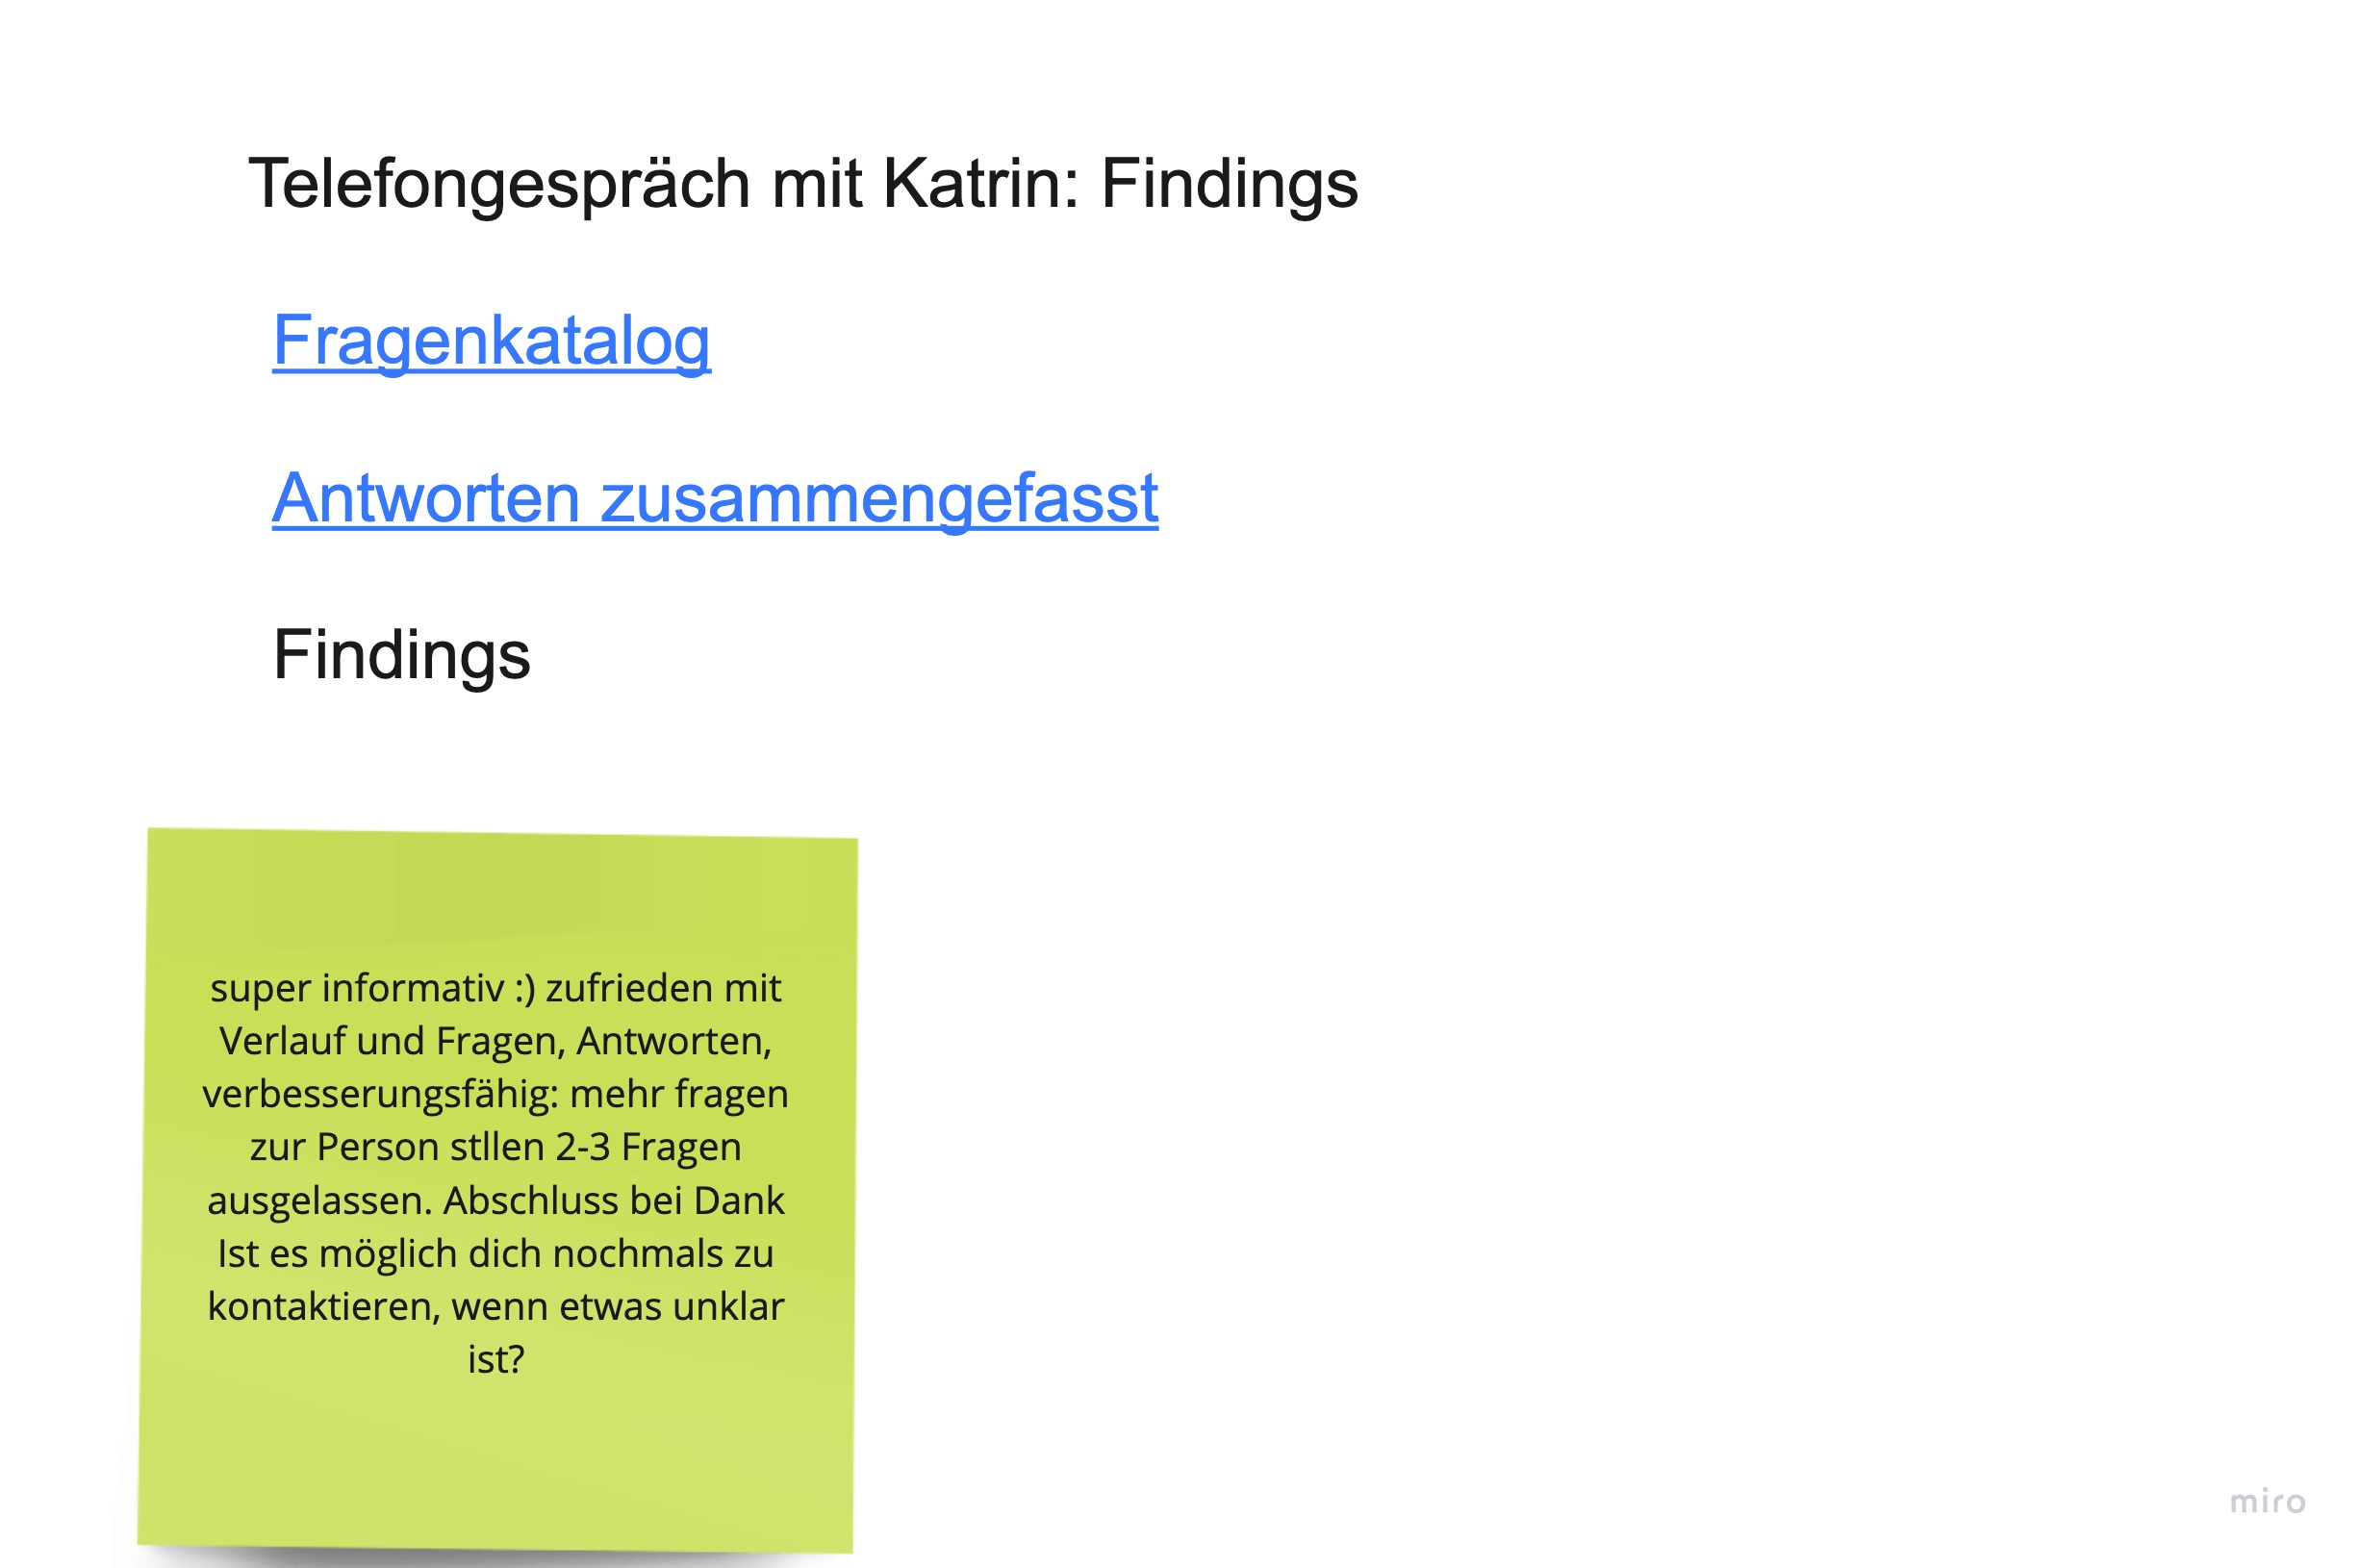 Telefongespräch mit Katrin: Findings
Fragenkatalog
Antworten zusammengefasst
Findings
super informativ :) zufrieden mit
Verlauf und Fragen, Antworten,
verbesserungsfähig: mehr fragen
zur Person stllen 2-3 Fragen
ausgelassen. Abschluss bei Dank
Ist es möglich dich nochmals zu
kontaktieren, wenn etwas unklar
ist?
miro